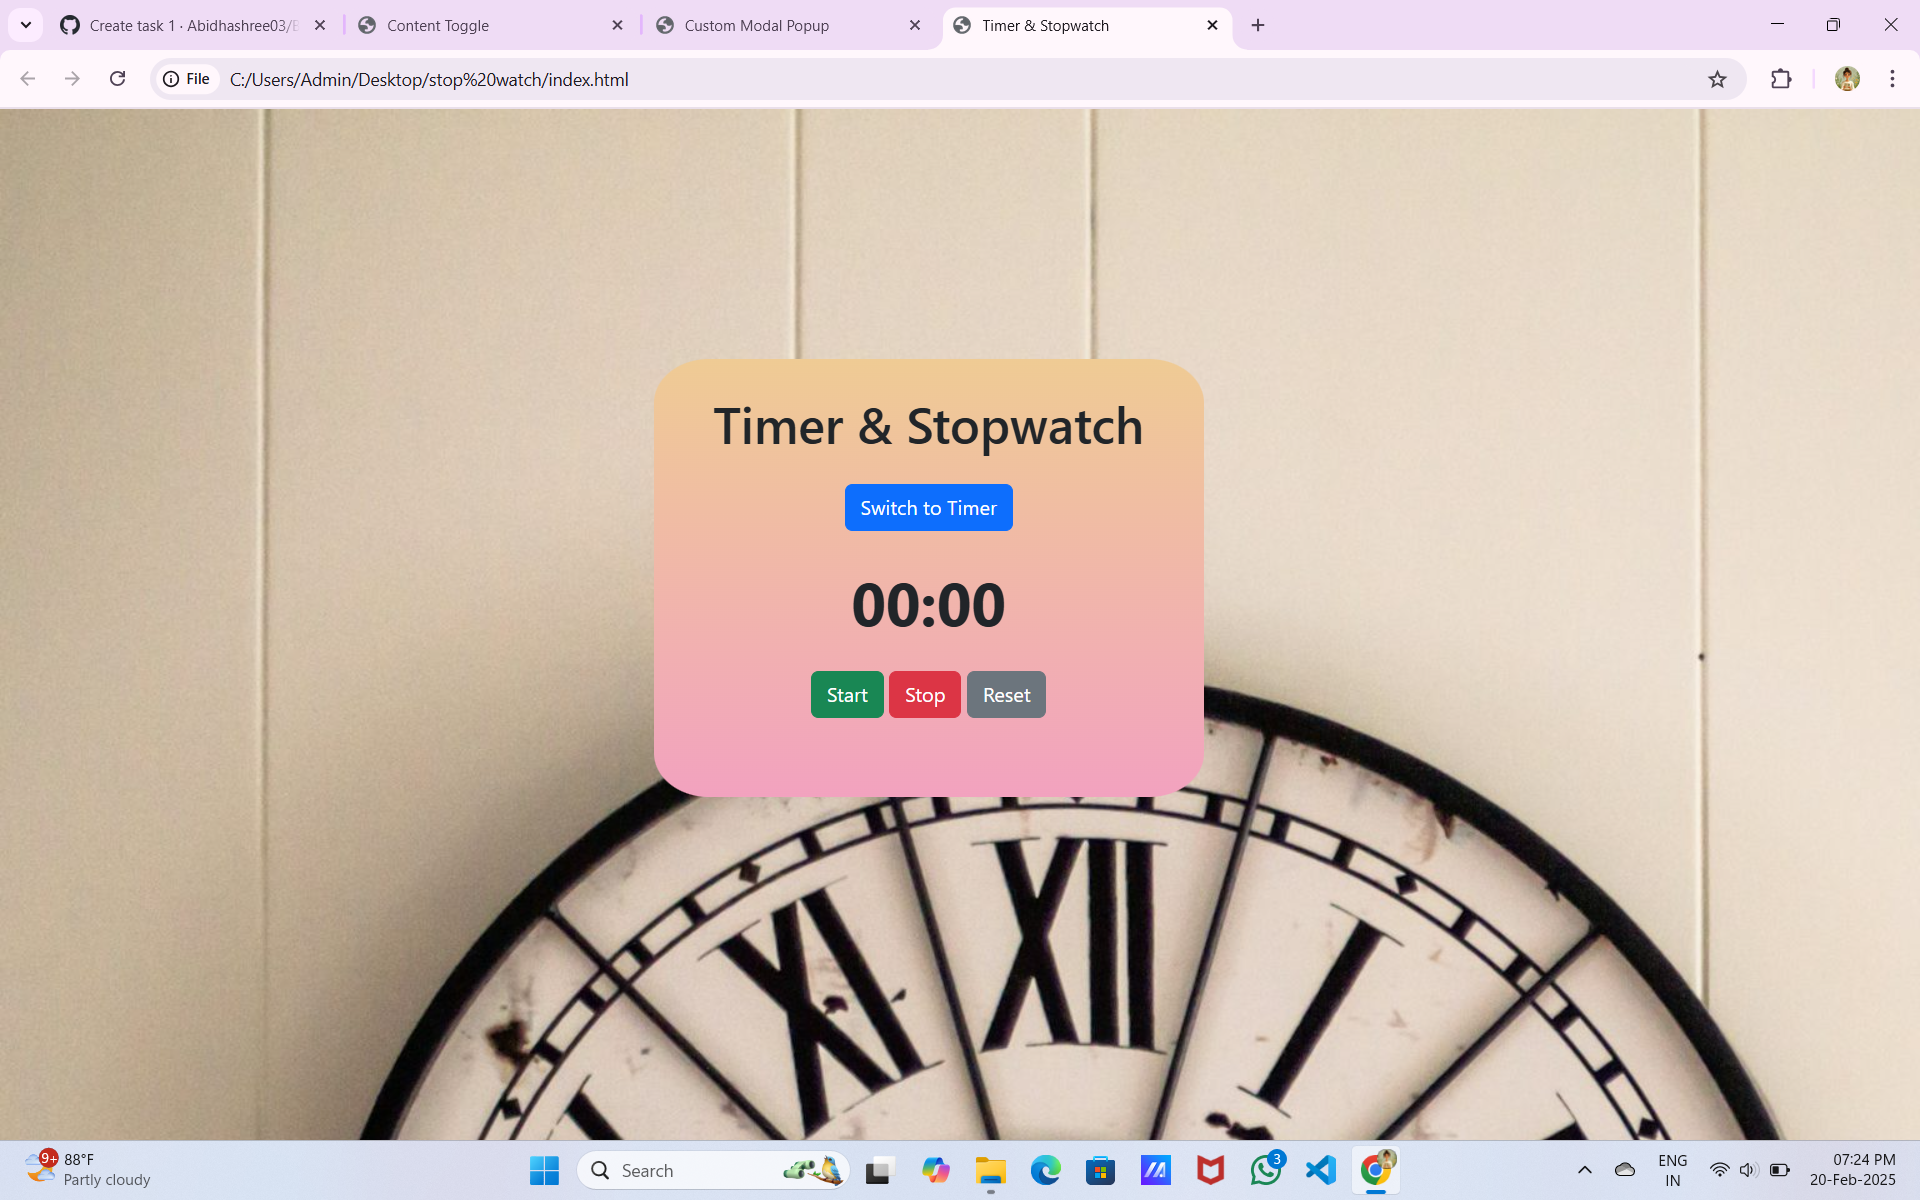 Create task 1 · Abidhashree03/
Content Toggle
Custom Modal Popup
Timer & Stopwatch
File
C:/Users/Admin/Desktop/stop%20watch/index.html
Timer & Stopwatch
Switch to Timer
00:00
Start Stop Reset
XI XII I
9+
88°F
Partly cloudy
Search
3
ENG
IN
07:24 PM
20-Feb-2025